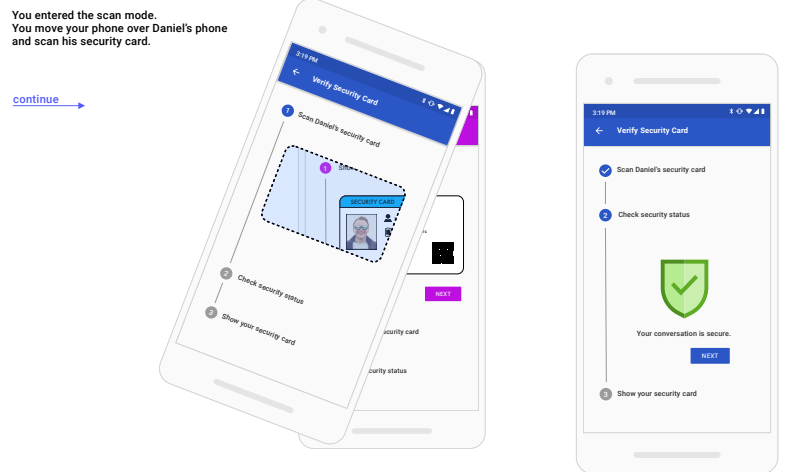 You entered the scan mode.
You move your phone over Daniel's phone
and scan his security card.
continue
3:19 PM
Verify Security Card
1
Scan Daniel's security card
1
SECURITY CARD
NEXT
2
Check security status
3
Show your security card
curity card
curity status
3:19 PM
Verify Security Card
Scan Daniel's security card
2
Check security status
Your conversation is secure.
NEXT
3
Show your security card